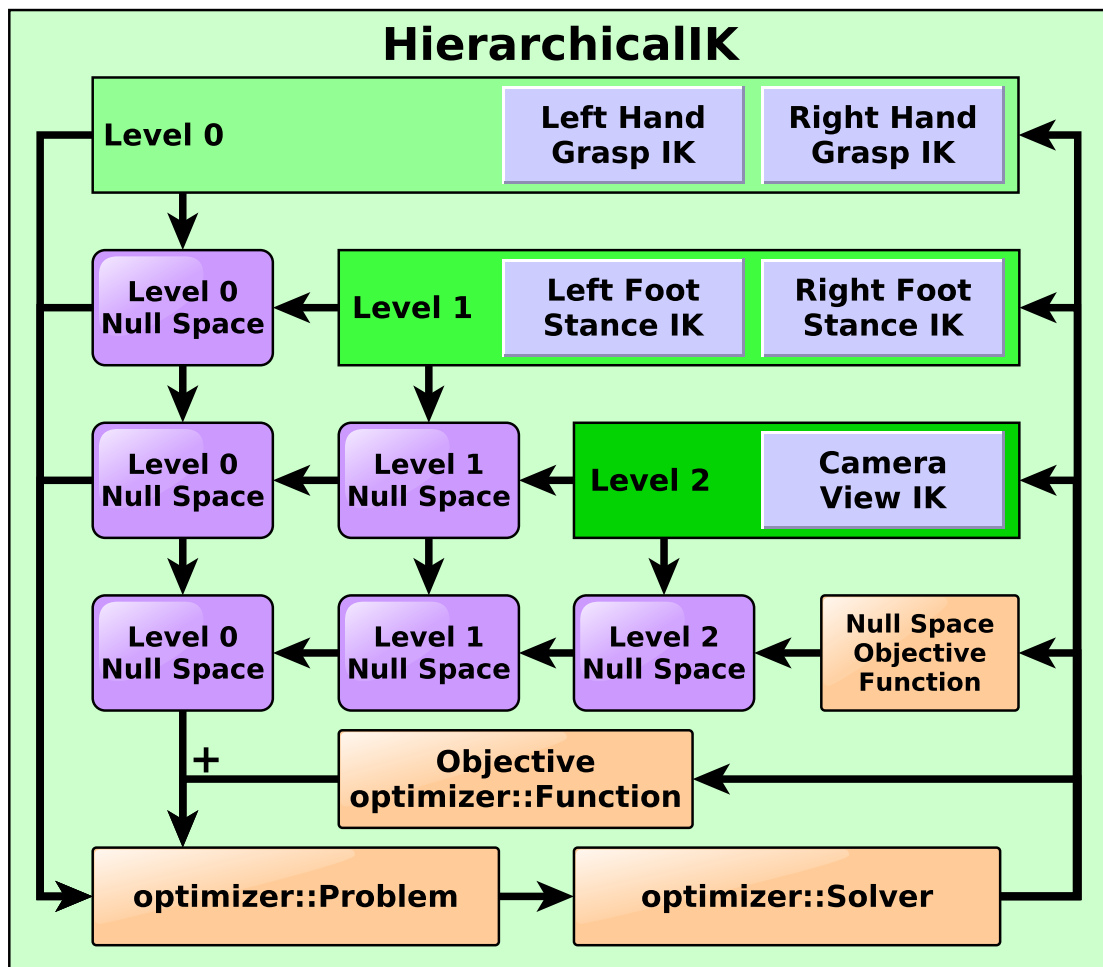 HierarchicalIK
Level 0
Left Hand
Grasp IK
Right Hand
Grasp IK
Level 0
Null Space
Level 1
Left Foot
Stance IK
Right Foot
Stance IK
Level 0
Null Space
Level 1
Null Space
Level 2
Camera
View IK
Level 0
Null Space
Level 1
Null Space
Level 2
Null Space
Null Space
Objective
Function
+
Objective
optimizer::Function
optimizer::Problem
optimizer::Solver